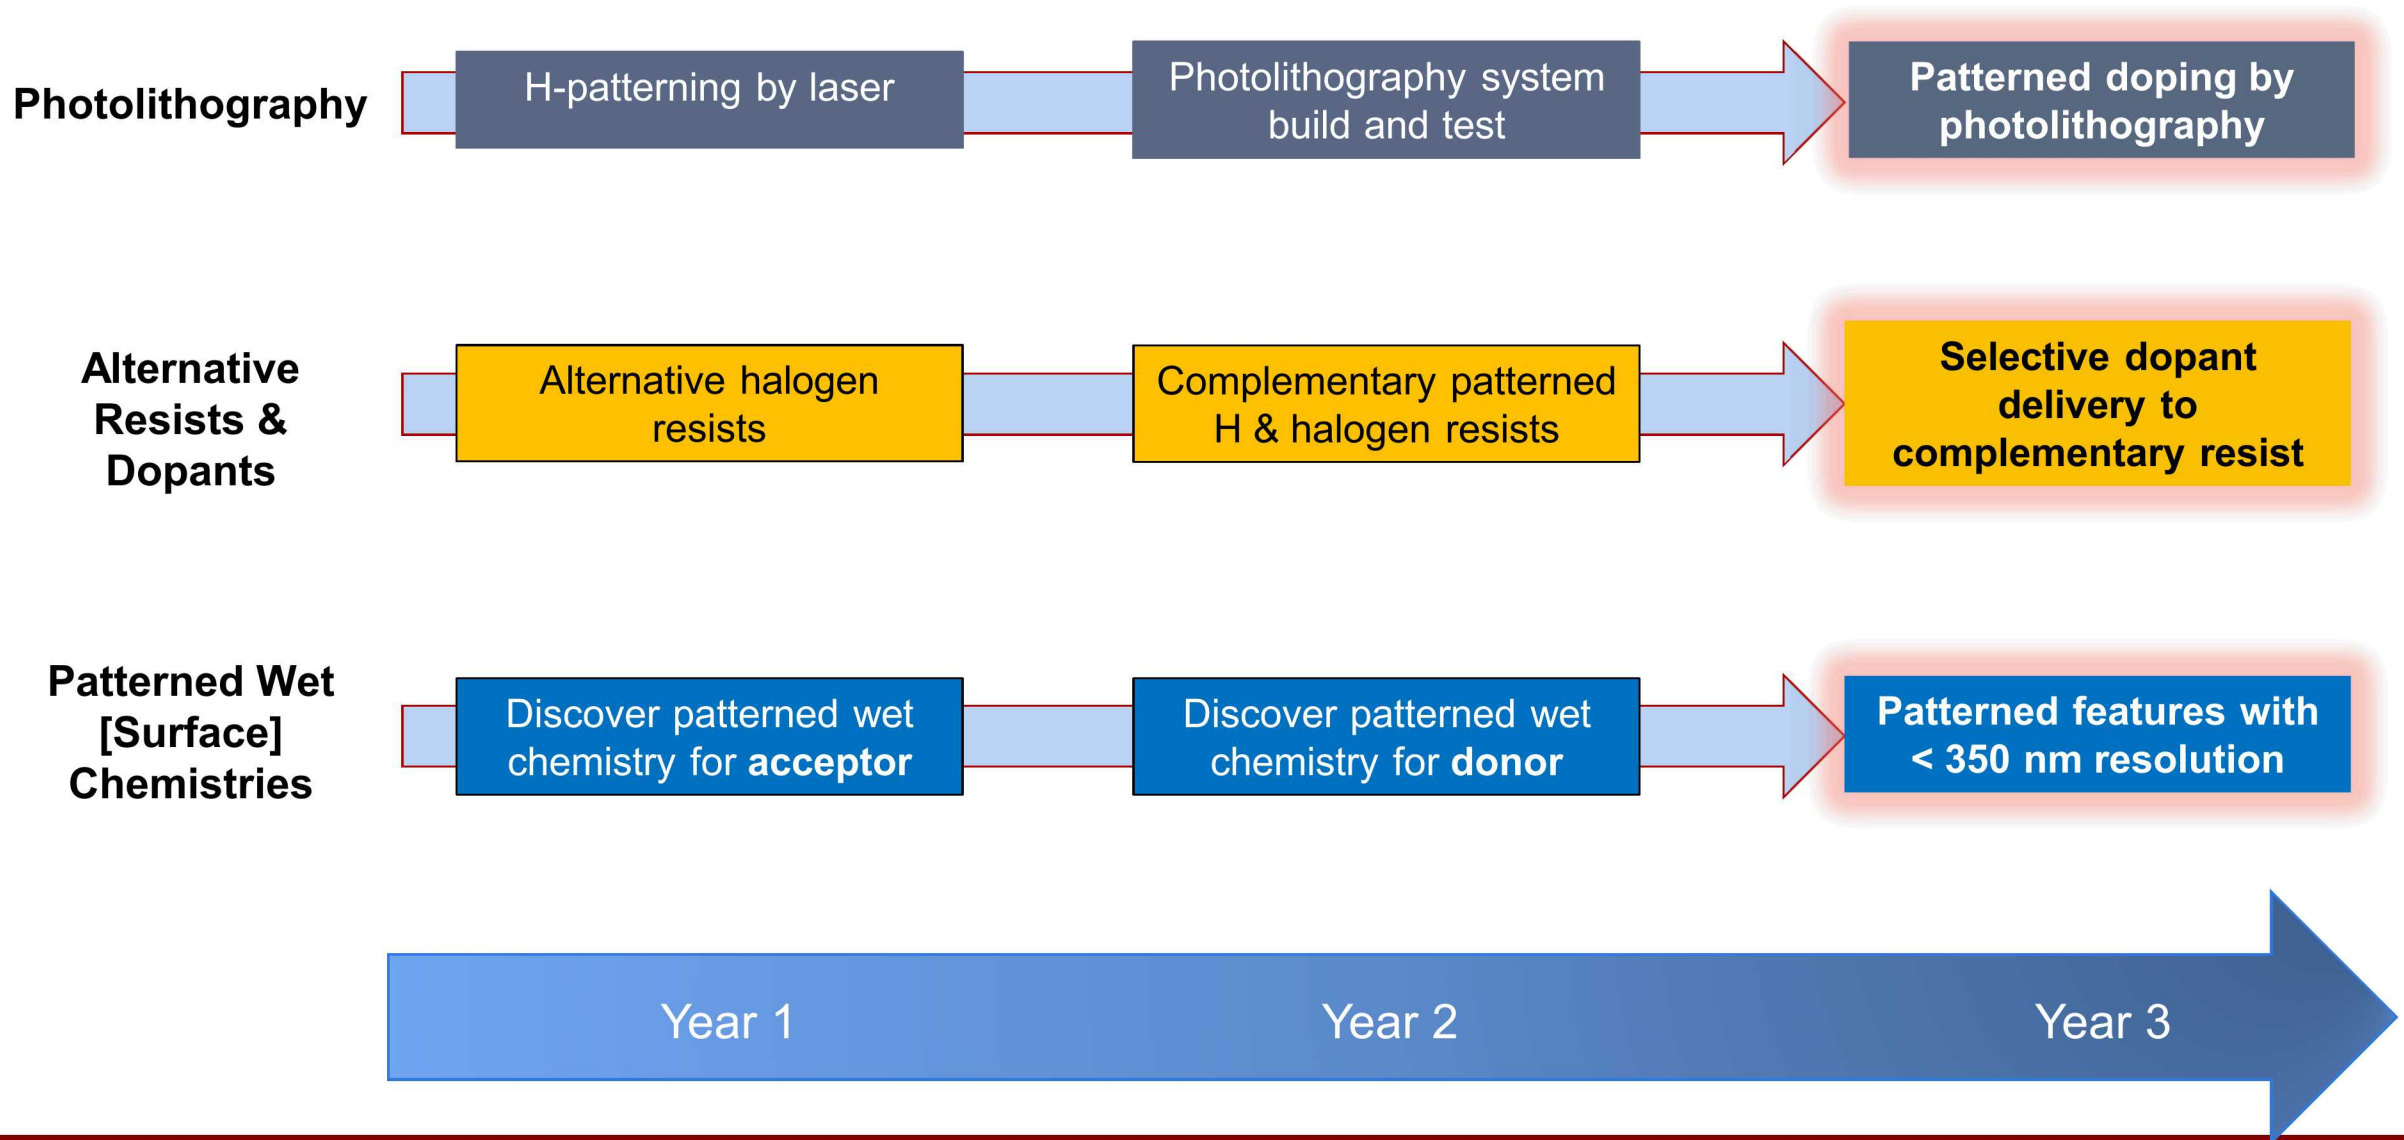 Photolithography
H-patterning by laser
Photolithography system
build and test
Patterned doping by
photolithography
Alternative
Resists &
Dopants
Alternative halogen
resists
Complementary patterned
H & halogen resists
Selective dopant
delivery to
complementary resist
Patterned Wet
[Surface]
Chemistries
Discover patterned wet
chemistry for acceptor
Discover patterned wet
chemistry for donor
Patterned features with
< 350 nm resolution
Year 1
Year 2
Year 3